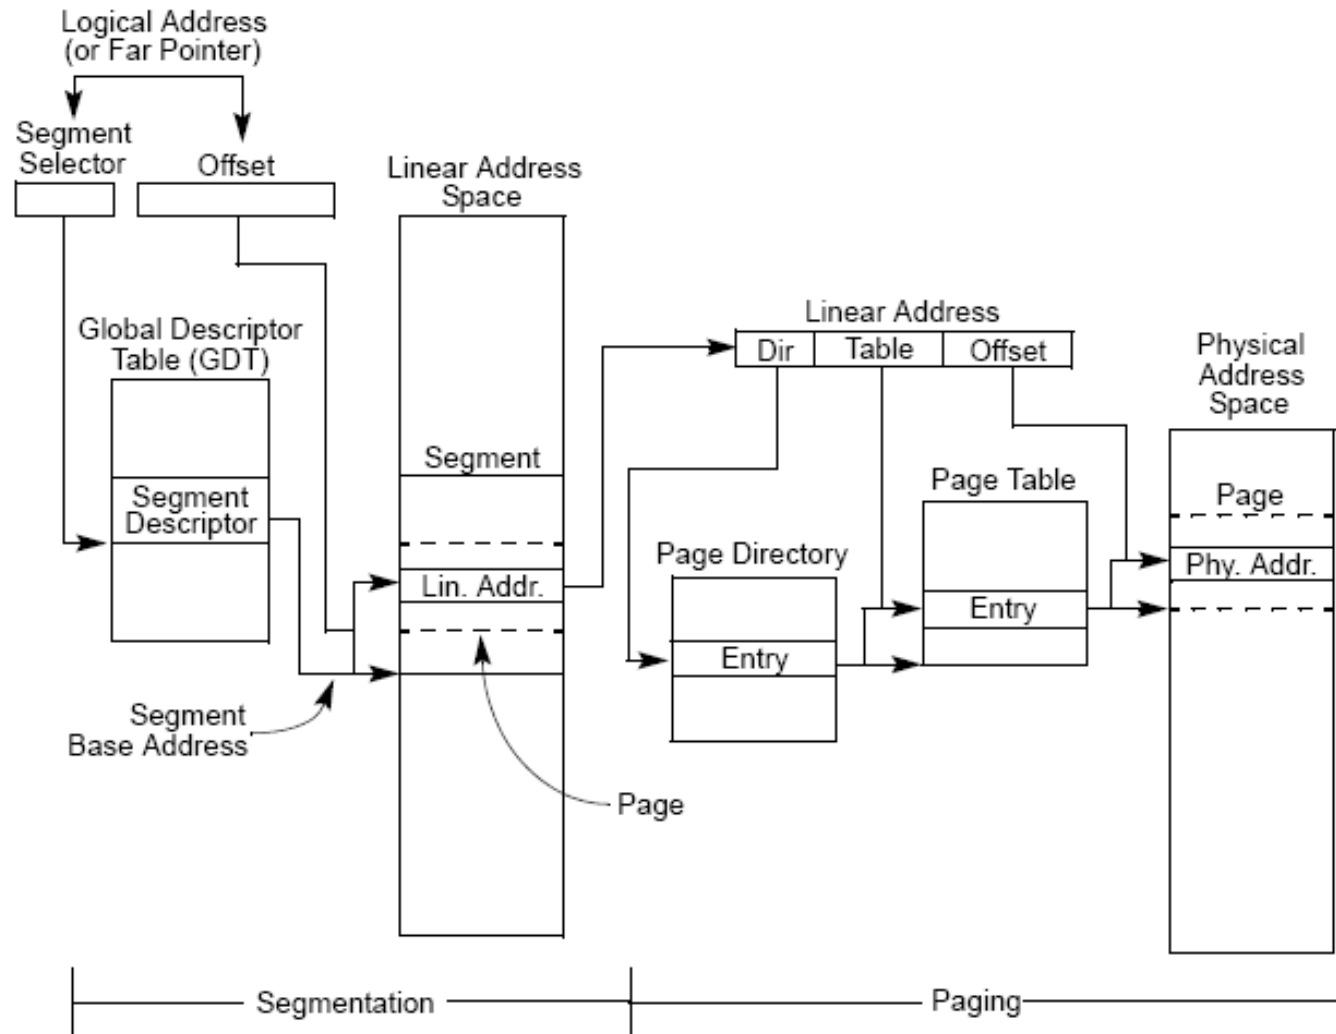 Logical Address
(or Far Pointer)
Segment
Selector
Offset
Linear Address
Space
Global Descriptor
Table (GDT)
Segment
Descriptor
Segment
Lin. Addr.
Segment
Base Address
Page
Linear Address
Dir
Table
Offset
Page Directory
Entry
Page Table
Entry
Physical
Address
Space
Page
Phy. Addr.
Segmentation
Paging